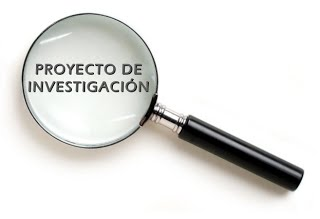 PROYECTO DE
INVESTIGACIÓN